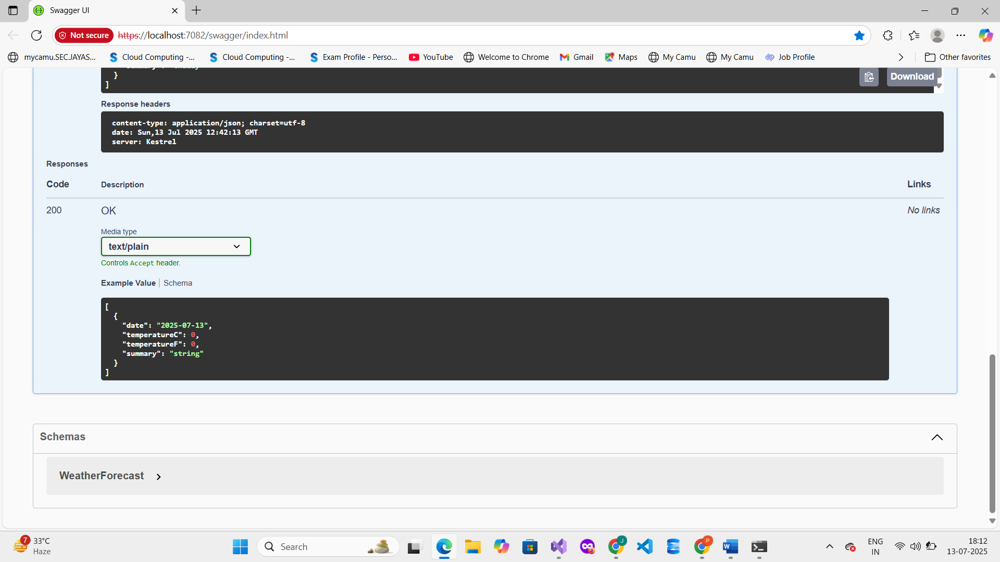 Swagger UI
Not secure https://localhost:7082/swagger/index.html
mycamu.SEC.JAYAS... Cloud Computing -... Cloud Computing -... Exam Profile - Perso... YouTube Welcome to Chrome Gmail Maps My Camu My Camu Job Profile Other favorites
}
]
Download
Response headers
content-type: application/json; charset=utf-8
date: Sun,13 Jul 2025 12:42:13 GMT
server: Kestrel
Responses
Code Description Links
200 OK No links
Media type
text/plain
Controls Accept header.
Example Value | Schema
[
{
"date": "2025-07-13",
"temperatureC": 0,
"temperatureF": 0,
"summary": "string"
}
]
Schemas
WeatherForecast
7 33°C
Haze
Search
J
P
ENG
IN
18:12
13-07-2025